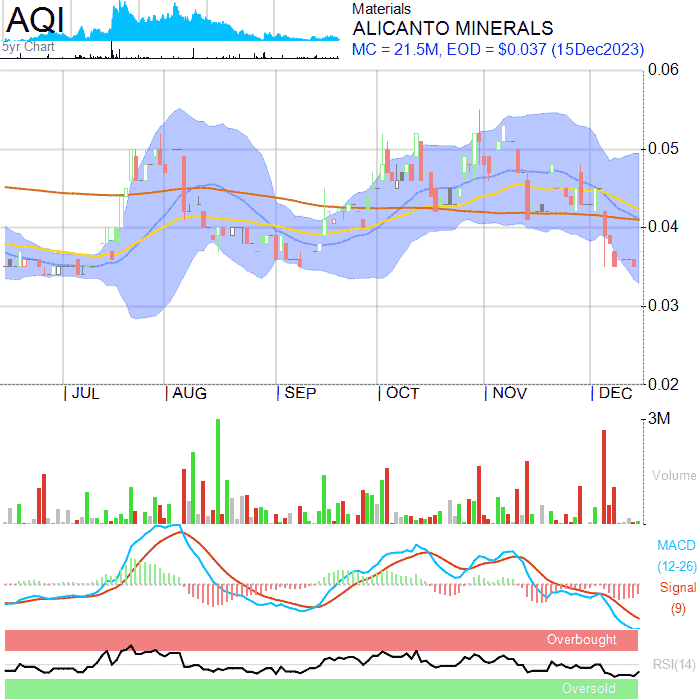 AQI
5yr Chart
Materials
ALICANTO MINERALS
MC = 21.5M, EOD = $0.037 (15Dec2023)
0.06
0.05
0.04
0.03
0.02
JUL
AUG
SEP
OCT
NOV
DEC
3M
Volume
MACD
(12-26)
Signal
(9)
Overbought
RSI(14)
Oversold